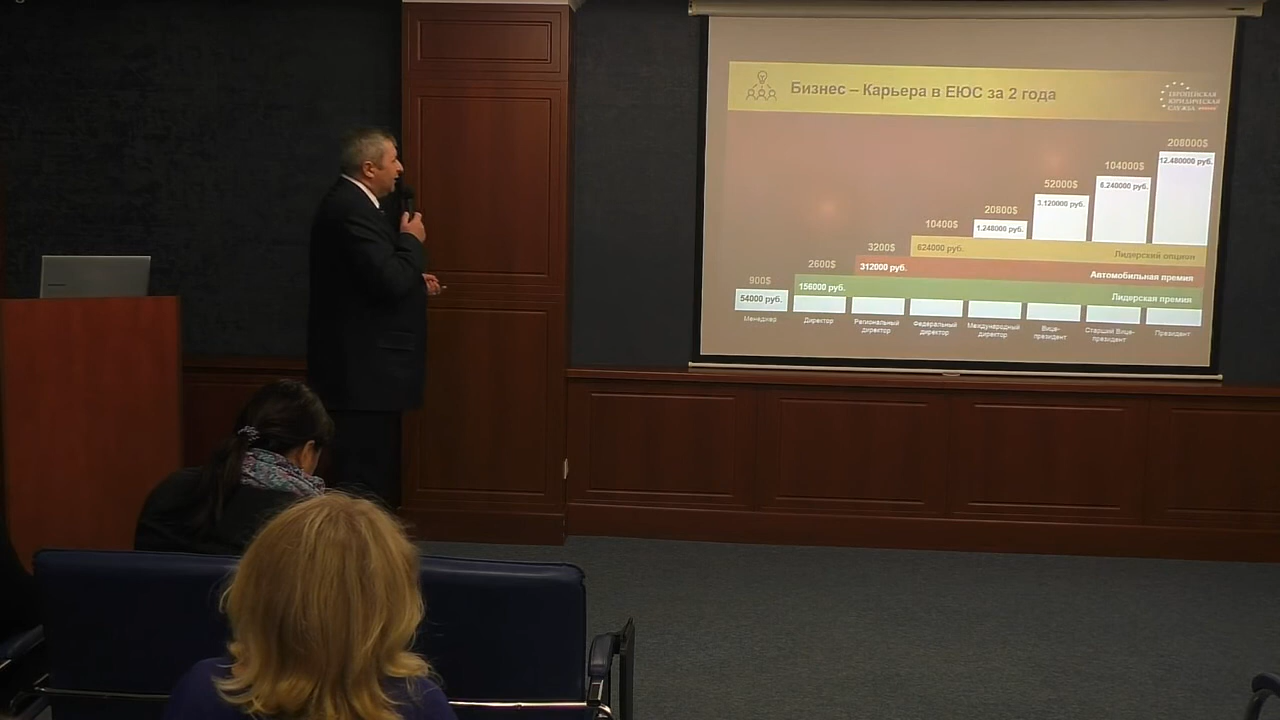 Бизнес – Карьера в ЕЮС за 2 года
ЕВРОПЕЙСКАЯ
ЮРИДИЧЕСКАЯ
СЛУЖБА
208000$
12.480000 руб.
104000$
6.240000 руб.
52000$
3.120000 руб.
20800$
1.248000 руб.
10400$
624000 руб.
Лидерский опцион
3200$
312000 руб.
Автомобильная премия
2600$
156000 руб.
Лидерская премия
900$
54000 руб.
Менеджер
Директор
Региональный
директор
Федеральный
директор
Международный
директор
Вице-
президент
Старший Вице-
президент
Президент